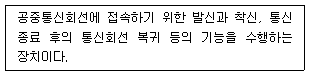 공중통신회선에 접속하기 위한 발신과 착신, 통신
종료 후의 통신회선 복귀 등의 기능을 수행하는
장치이다.